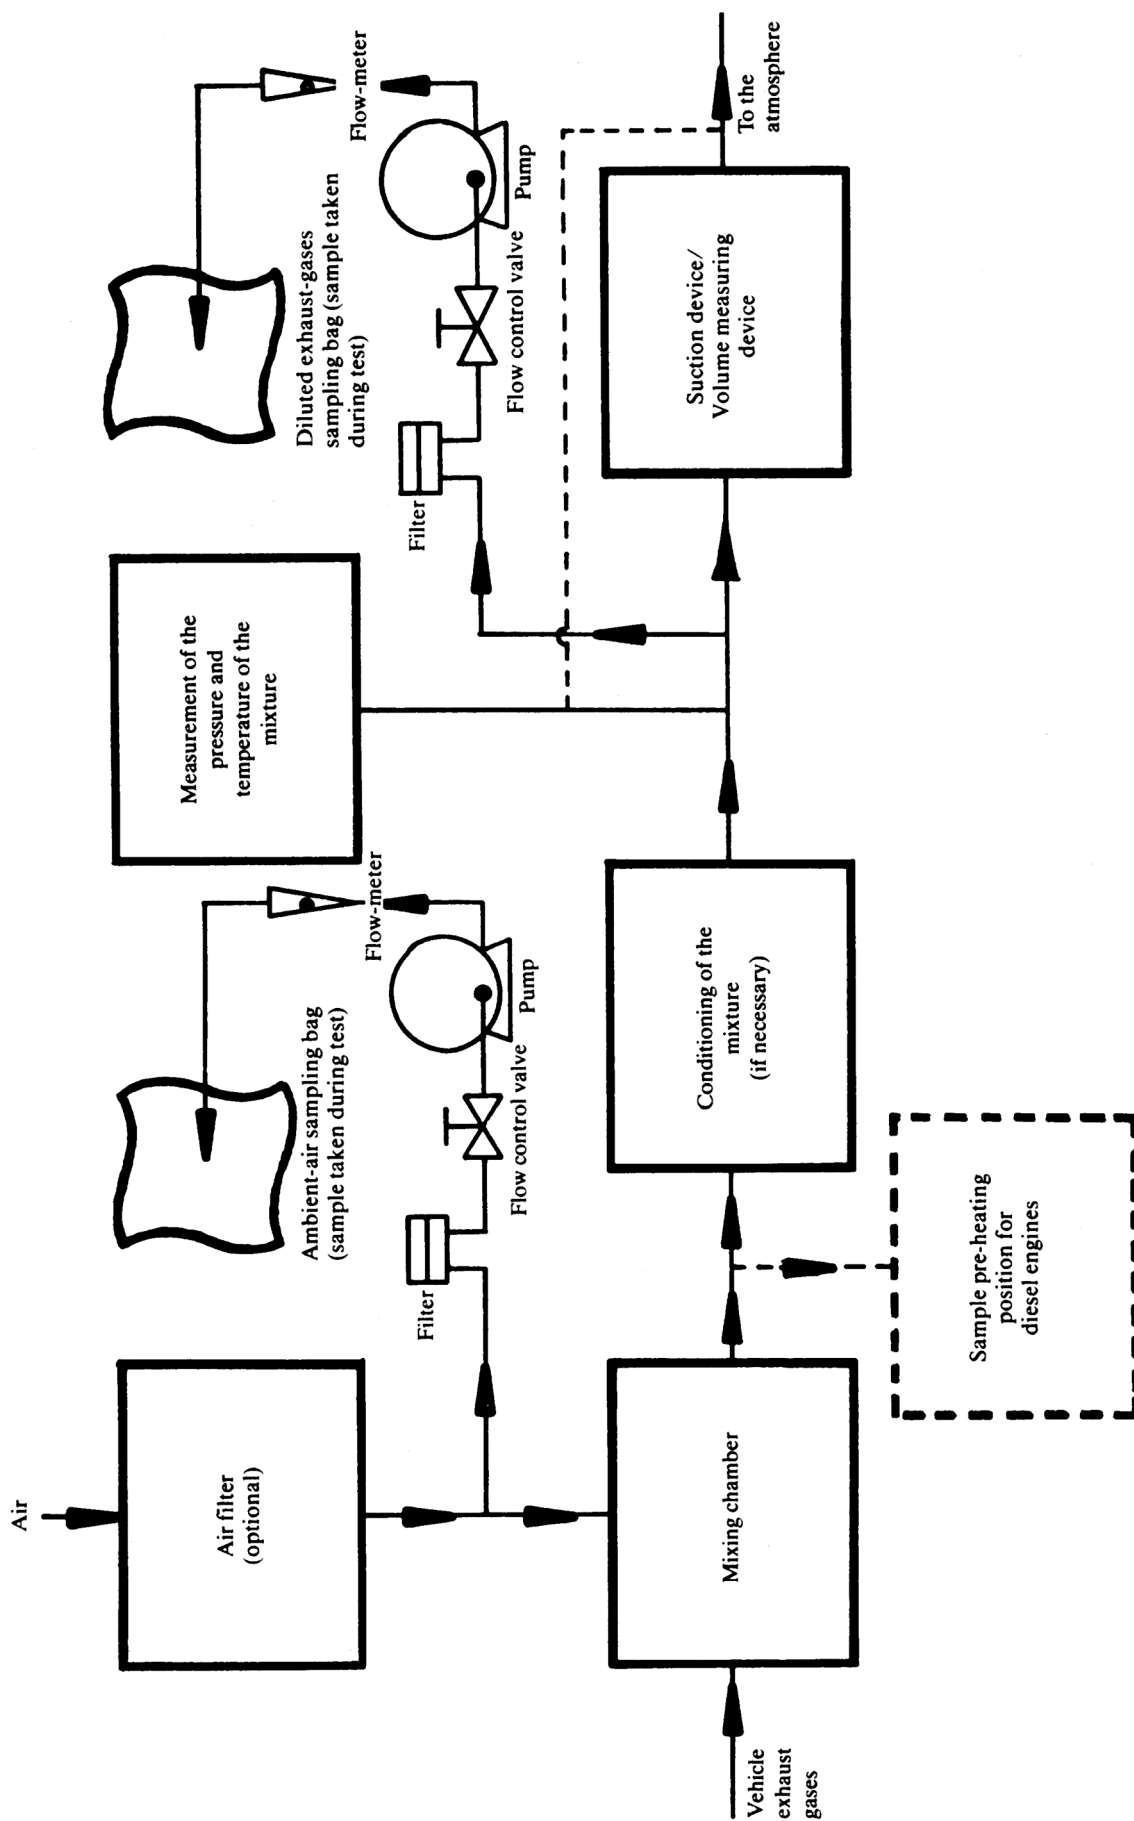 Air
Air filter
(optional)
Ambient-air sampling bag
(sample taken during test)
Flow-meter
Filter
Flow control valve
Pump
Measurement of the
pressure and
temperature of the
mixture
Diluted exhaust-gases
sampling bag (sample taken
during test)
Flow-meter
Filter
Flow control valve
Pump
Vehicle
exhaust
gases
Mixing chamber
Conditioning of the
mixture
(if necessary)
Suction device/
Volume measuring
device
To the
atmosphere
Sample pre-heating
position for
diesel engines